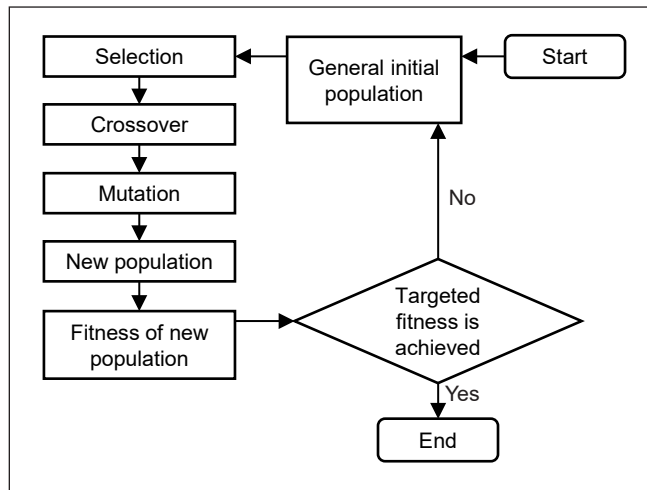 Start
General initial
population
Selection
Crossover
Mutation
New population
Fitness of new
population
Targeted
fitness is
achieved
No
Yes
End